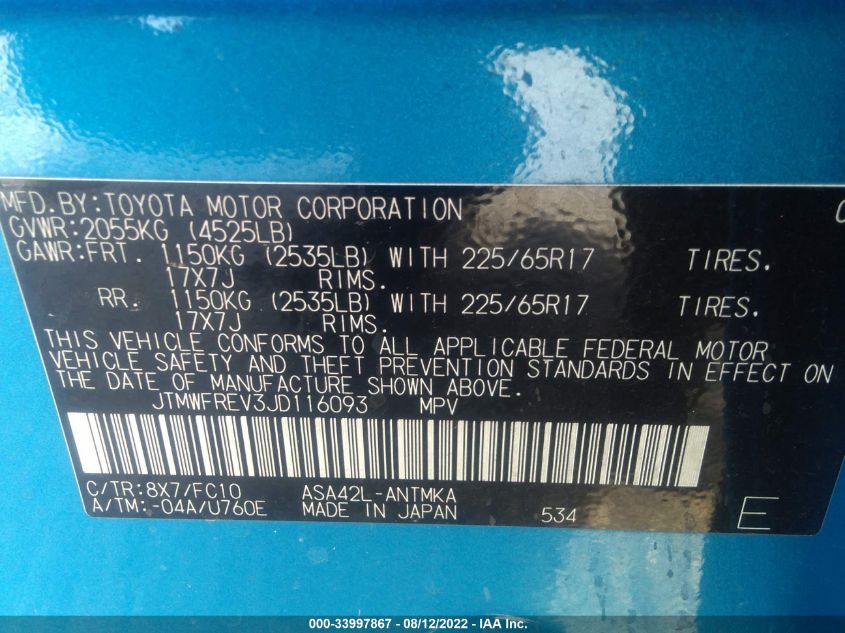 MFD.BY:TOYOTA MOTOR CORPORATION
GVWR:2055KG (4525LB)
GAWR:FRT. 1150KG (2535LB) WITH 225/65R17 TIRES.
17X7J RIMS.
RR. 1150KG (2535LB) WITH 225/65R17 TIRES.
17X7J RIMS.
THIS VEHICLE CONFORMS TO ALL APPLICABLE FEDERAL MOTOR
VEHICLE SAFETY AND THEFT PREVENTION STANDARDS IN EFFECT ON
THE DATE OF MANUFACTURE SHOWN ABOVE.
JTMWFREV3JD116093 MPV
C/TR:8X7/FC10 ASA42L-ANTMKA
A/TM:-04A/U760E MADE IN JAPAN 534 E
000-33997867 - 08/12/2022 - IAA Inc.